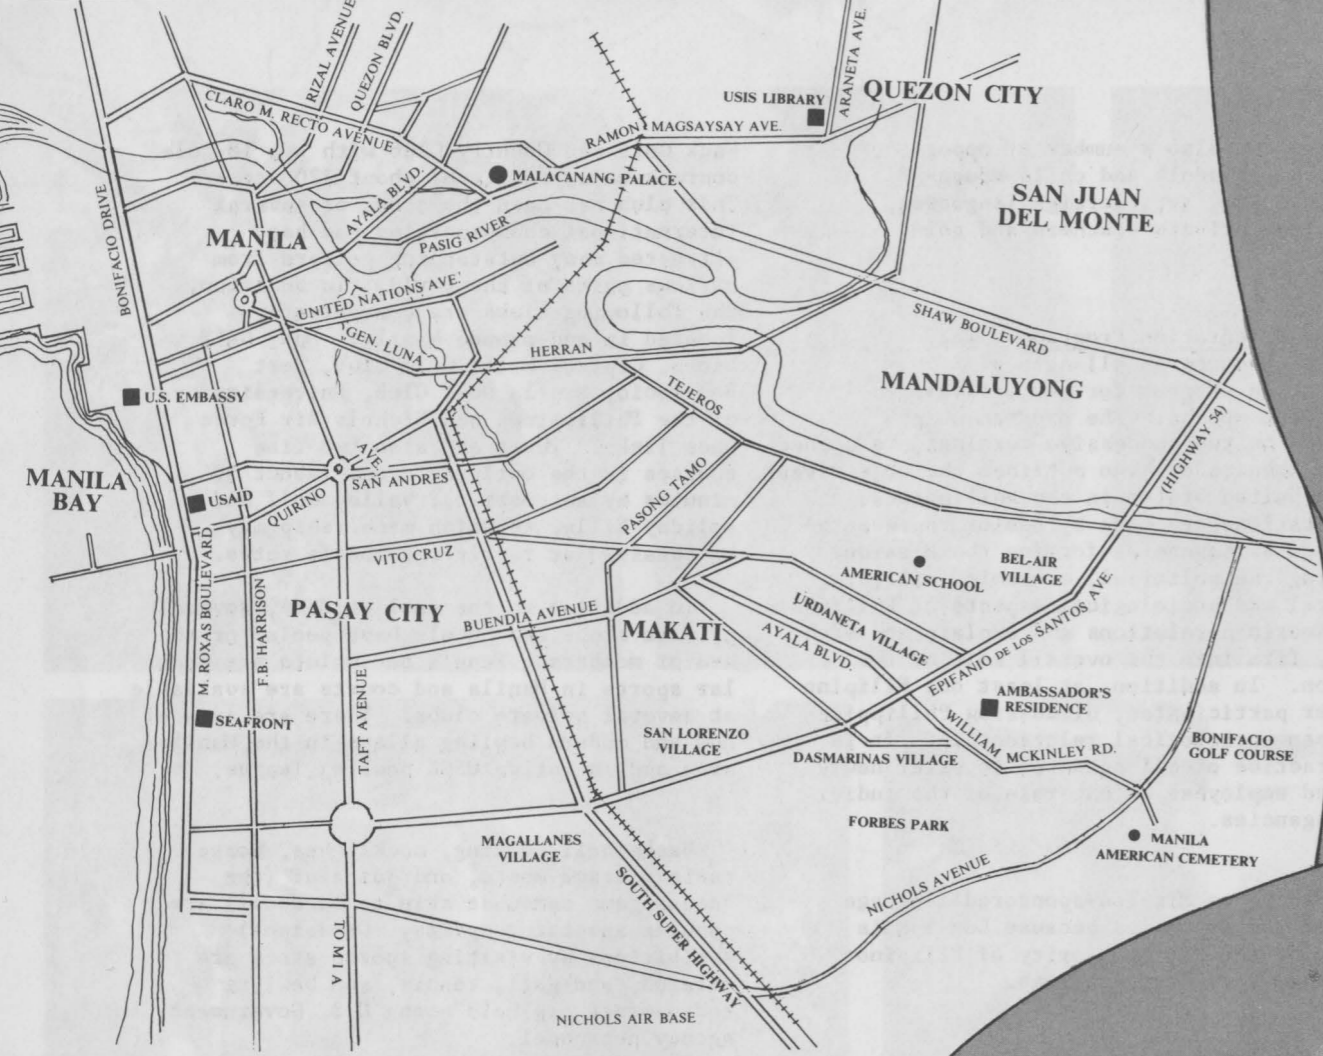 RIZAL AVENUE
QUEZON BLVD.
ARANETA AVE.
CLARO M. RECTO AVENUE
USIS LIBRARY
QUEZON CITY
RAMON MAGSAYSAY AVE.
MALACANANG PALACE
BONIFACIO DRIVE
AYALA BLVD.
SAN JUAN
DEL MONTE
MANILA
PASIG RIVER
UNITED NATIONS AVE.
GEN. LUNA
HERRAN
SHAW BOULEVARD
TEJEROS
MANDALUYONG
U.S. EMBASSY
(HIGHWAY 54)
MANILA
BAY
USAID
QUIRINO AVE.
SAN ANDRES
PASONG TAMO
VITO CRUZ
AMERICAN SCHOOL
BEL-AIR
VILLAGE
M. ROXAS BOULEVARD
F.B. HARRISON
PASAY CITY
BUENDIA AVENUE
MAKATI
URDANETA VILLAGE
AYALA BLVD.
EPIFANIO DE LOS SANTOS AVE.
TAFT AVENUE
SEAFRONT
AMBASSADOR'S
RESIDENCE
SAN LORENZO
VILLAGE
WILLIAM MCKINLEY RD.
DASMARINAS VILLAGE
BONIFACIO
GOLF COURSE
FORBES PARK
MAGALLANES
VILLAGE
MANILA
AMERICAN CEMETERY
NICHOLS AVENUE
SOUTH SUPER HIGHWAY
TO M I A
NICHOLS AIR BASE